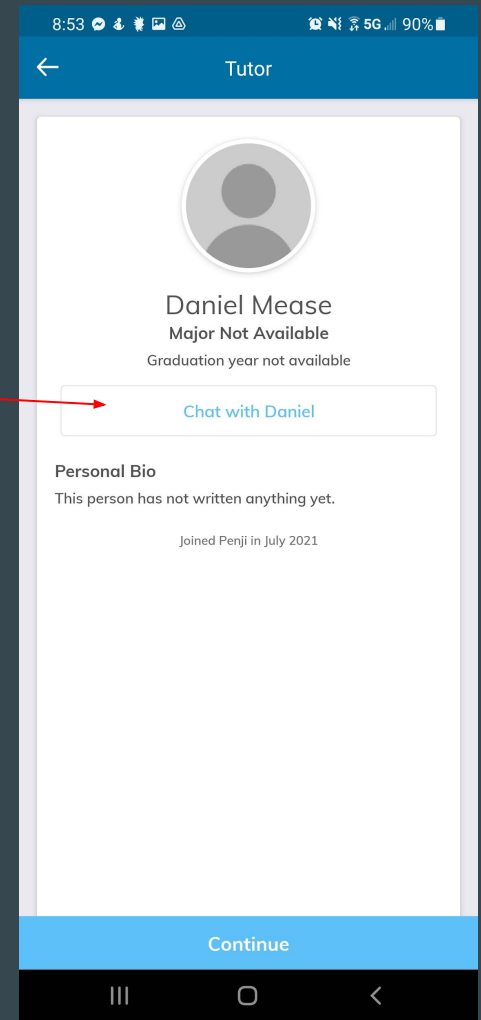 8:53 5G 90%
Tutor
Daniel Mease
Major Not Available
Graduation year not available
Chat with Daniel
Personal Bio
This person has not written anything yet.
Joined Penji in July 2021
Continue